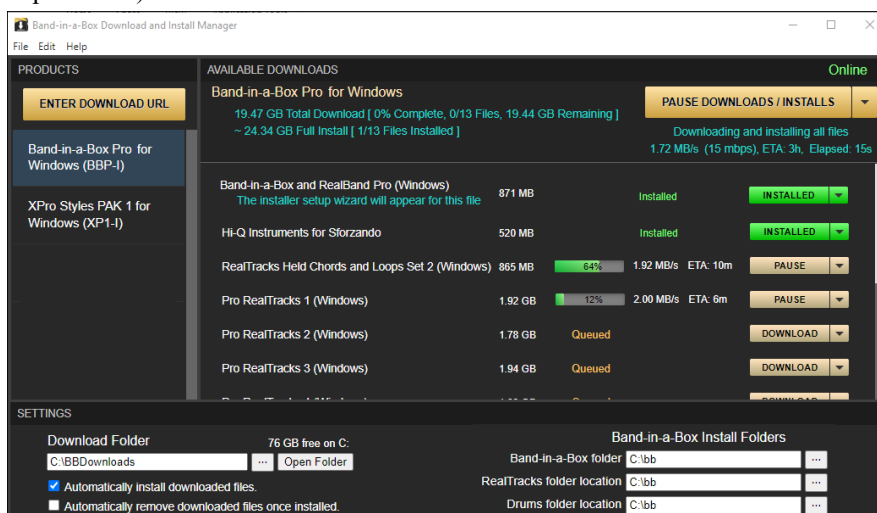 Band-in-a-Box Download and Install Manager
File Edit Help
PRODUCTS
ENTER DOWNLOAD URL
Band-in-a-Box Pro for
Windows (BBP-I)
XPro Styles PAK 1 for
Windows (XP1-I)
AVAILABLE DOWNLOADS
Online
Band-in-a-Box Pro for Windows
19.47 GB Total Download [ 0% Complete, 0/13 Files, 19.44 GB Remaining ]
~ 24.34 GB Full Install [ 1/13 Files Installed ]
PAUSE DOWNLOADS / INSTALLS
Downloading and installing all files
1.72 MB/s (15 mbps), ETA: 3h, Elapsed: 15s
Band-in-a-Box and RealBand Pro (Windows) 871 MB Installed INSTALLED
The installer setup wizard will appear for this file
Hi-Q Instruments for Sforzando 520 MB Installed INSTALLED
RealTracks Held Chords and Loops Set 2 (Windows) 865 MB 64% 1.92 MB/s ETA: 10m PAUSE
Pro RealTracks 1 (Windows) 1.92 GB 12% 2.00 MB/s ETA: 6m PAUSE
Pro RealTracks 2 (Windows) 1.78 GB Queued DOWNLOAD
Pro RealTracks 3 (Windows) 1.94 GB Queued DOWNLOAD
SETTINGS
Download Folder 76 GB free on C:
C:\BBDownloads ... Open Folder
Automatically install downloaded files.
Automatically remove downloaded files once installed.
Band-in-a-Box Install Folders
Band-in-a-Box folder C:\bb ...
RealTracks folder location C:\bb ...
Drums folder location C:\bb ...